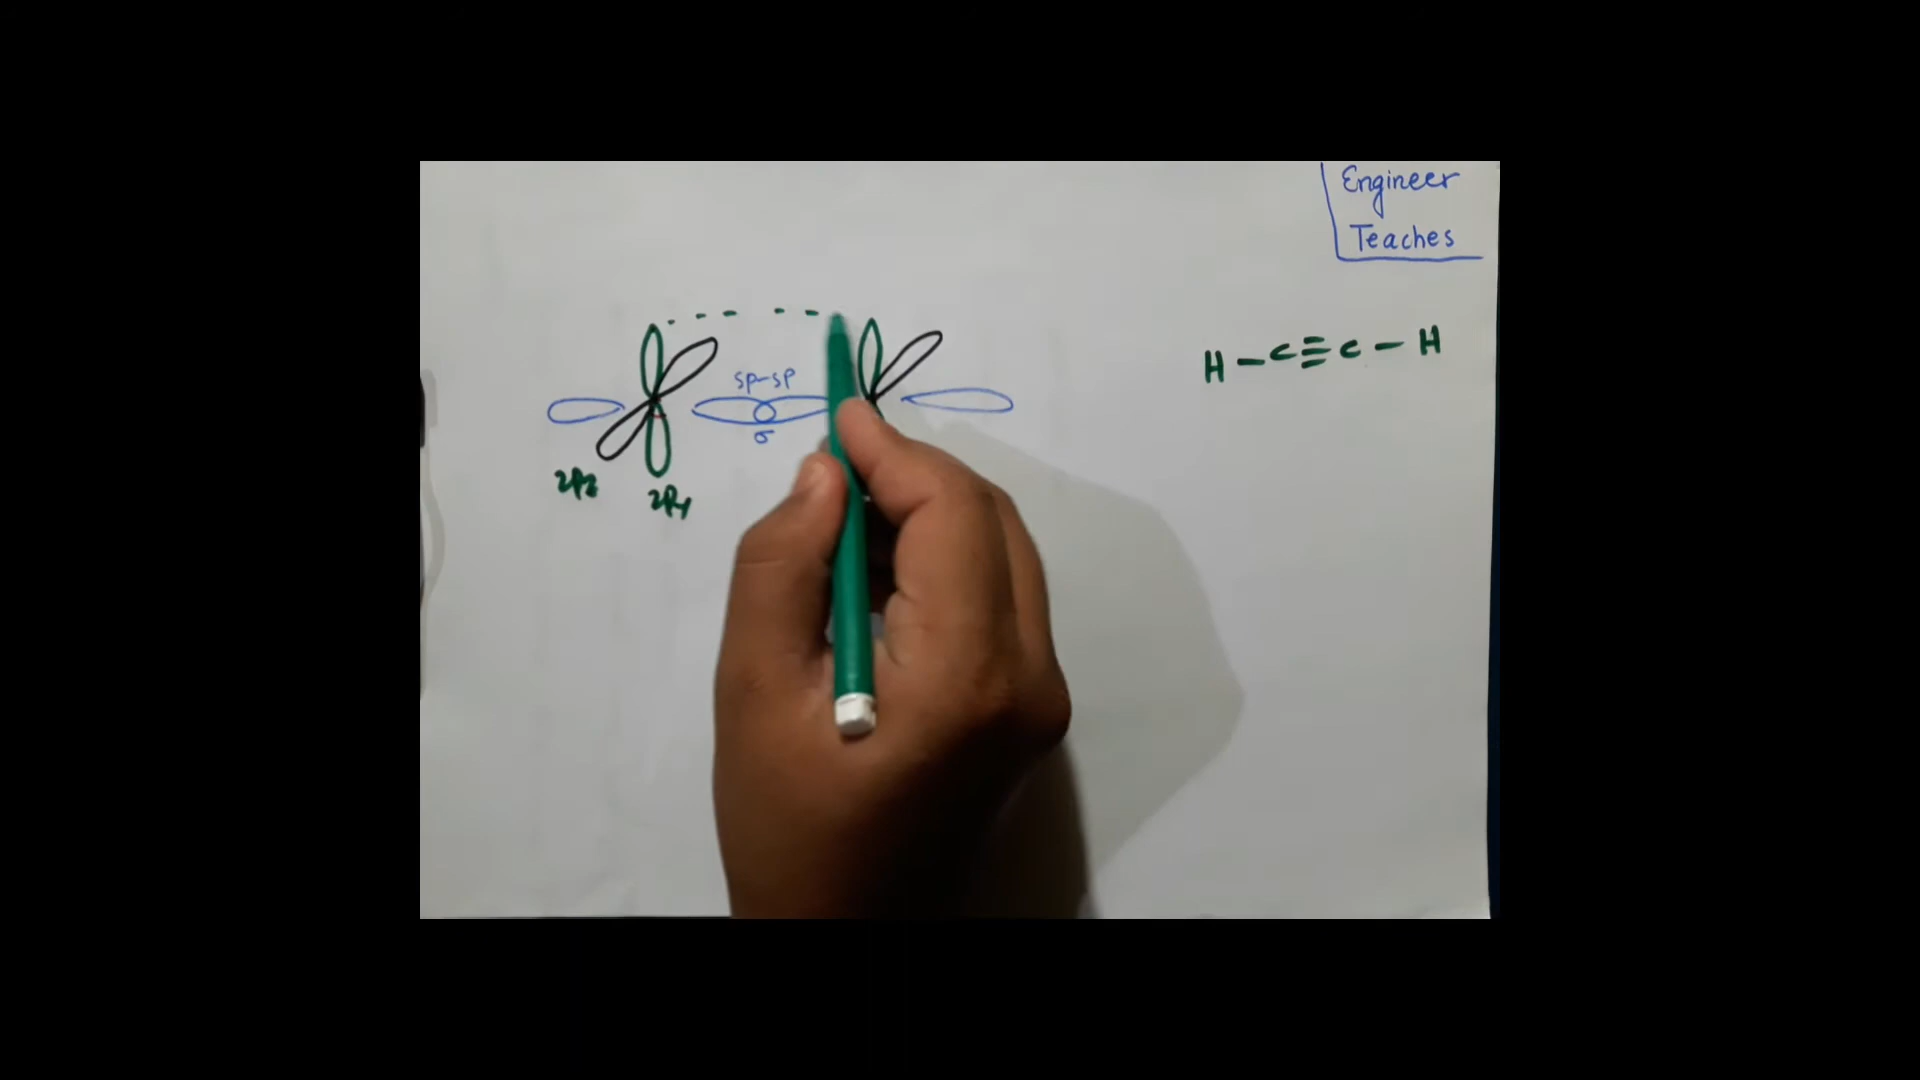 Engineer
Teaches
H-C≡C-H
sp-sp
σ
2Pz
2Py